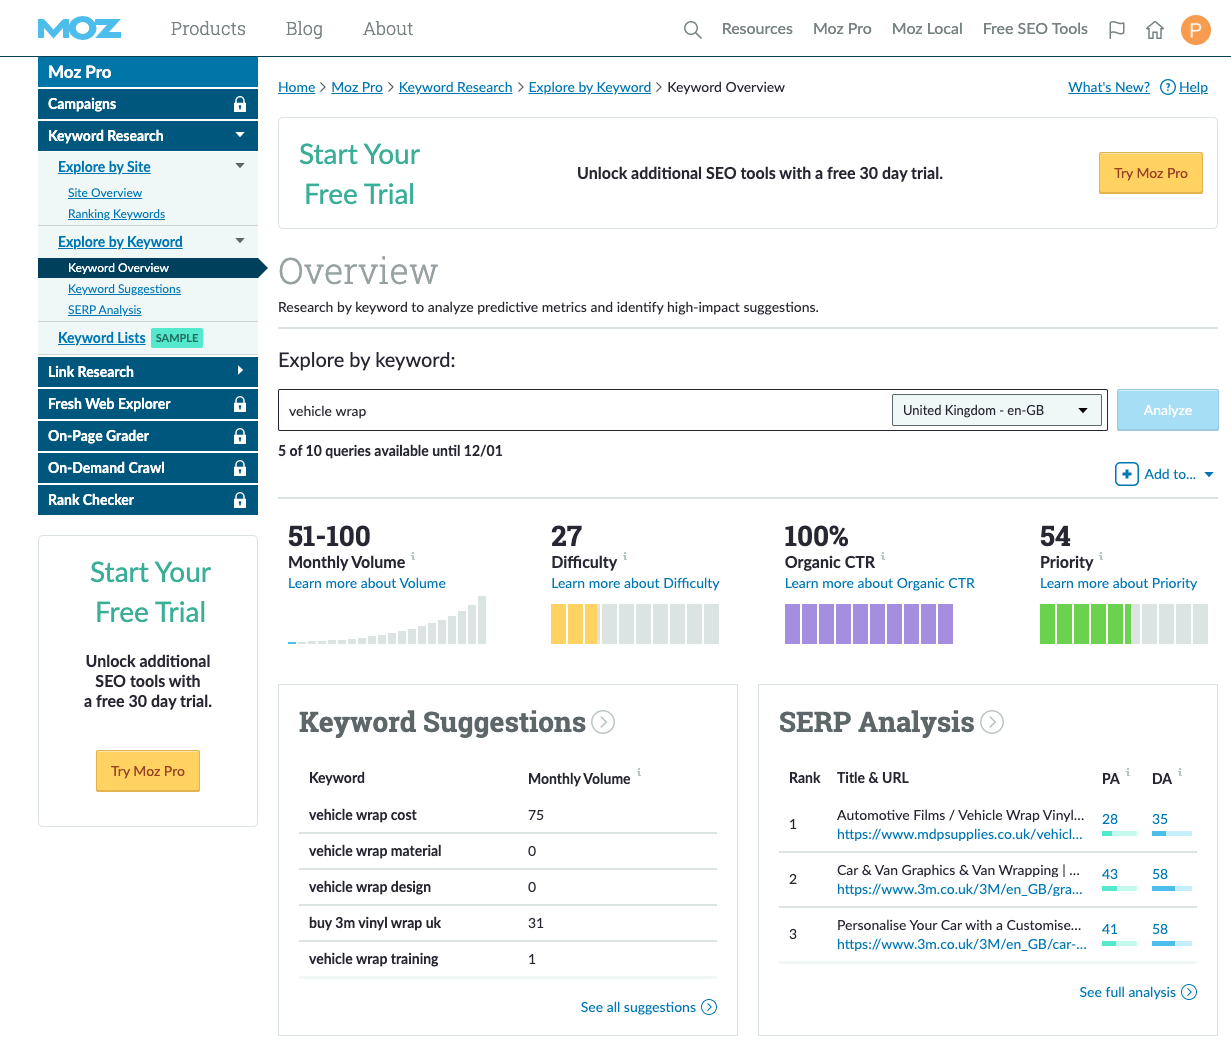 MOZ
Products
Blog
About
Resources
Moz Pro
Moz Local
Free SEO Tools
P
Moz Pro
Campaigns
Keyword Research
Explore by Site
Site Overview
Ranking Keywords
Explore by Keyword
Keyword Overview
Keyword Suggestions
SERP Analysis
Keyword Lists SAMPLE
Link Research
Fresh Web Explorer
On-Page Grader
On-Demand Crawl
Rank Checker
Start Your
Free Trial
Unlock additional
SEO tools with
a free 30 day trial.
Try Moz Pro
Home > Moz Pro > Keyword Research > Explore by Keyword > Keyword Overview
What's New? ? Help
Start Your
Free Trial
Unlock additional SEO tools with a free 30 day trial.
Try Moz Pro
Overview
Research by keyword to analyze predictive metrics and identify high-impact suggestions.
Explore by keyword:
vehicle wrap
United Kingdom - en-GB
Analyze
5 of 10 queries available until 12/01
+ Add to...
51-100
Monthly Volume i
Learn more about Volume
27
Difficulty i
Learn more about Difficulty
100%
Organic CTR i
Learn more about Organic CTR
54
Priority i
Learn more about Priority
Keyword Suggestions
Keyword Monthly Volume i
vehicle wrap cost 75
vehicle wrap material 0
vehicle wrap design 0
buy 3m vinyl wrap uk 31
vehicle wrap training 1
See all suggestions
SERP Analysis
Rank Title & URL PA i DA i
1 Automotive Films / Vehicle Wrap Vinyl... 28 35
https://www.mdpsupplies.co.uk/vehicl...
2 Car & Van Graphics & Van Wrapping | ... 43 58
https://www.3m.co.uk/3M/en_GB/gra...
3 Personalise Your Car with a Customise... 41 58
https://www.3m.co.uk/3M/en_GB/car-...
See full analysis